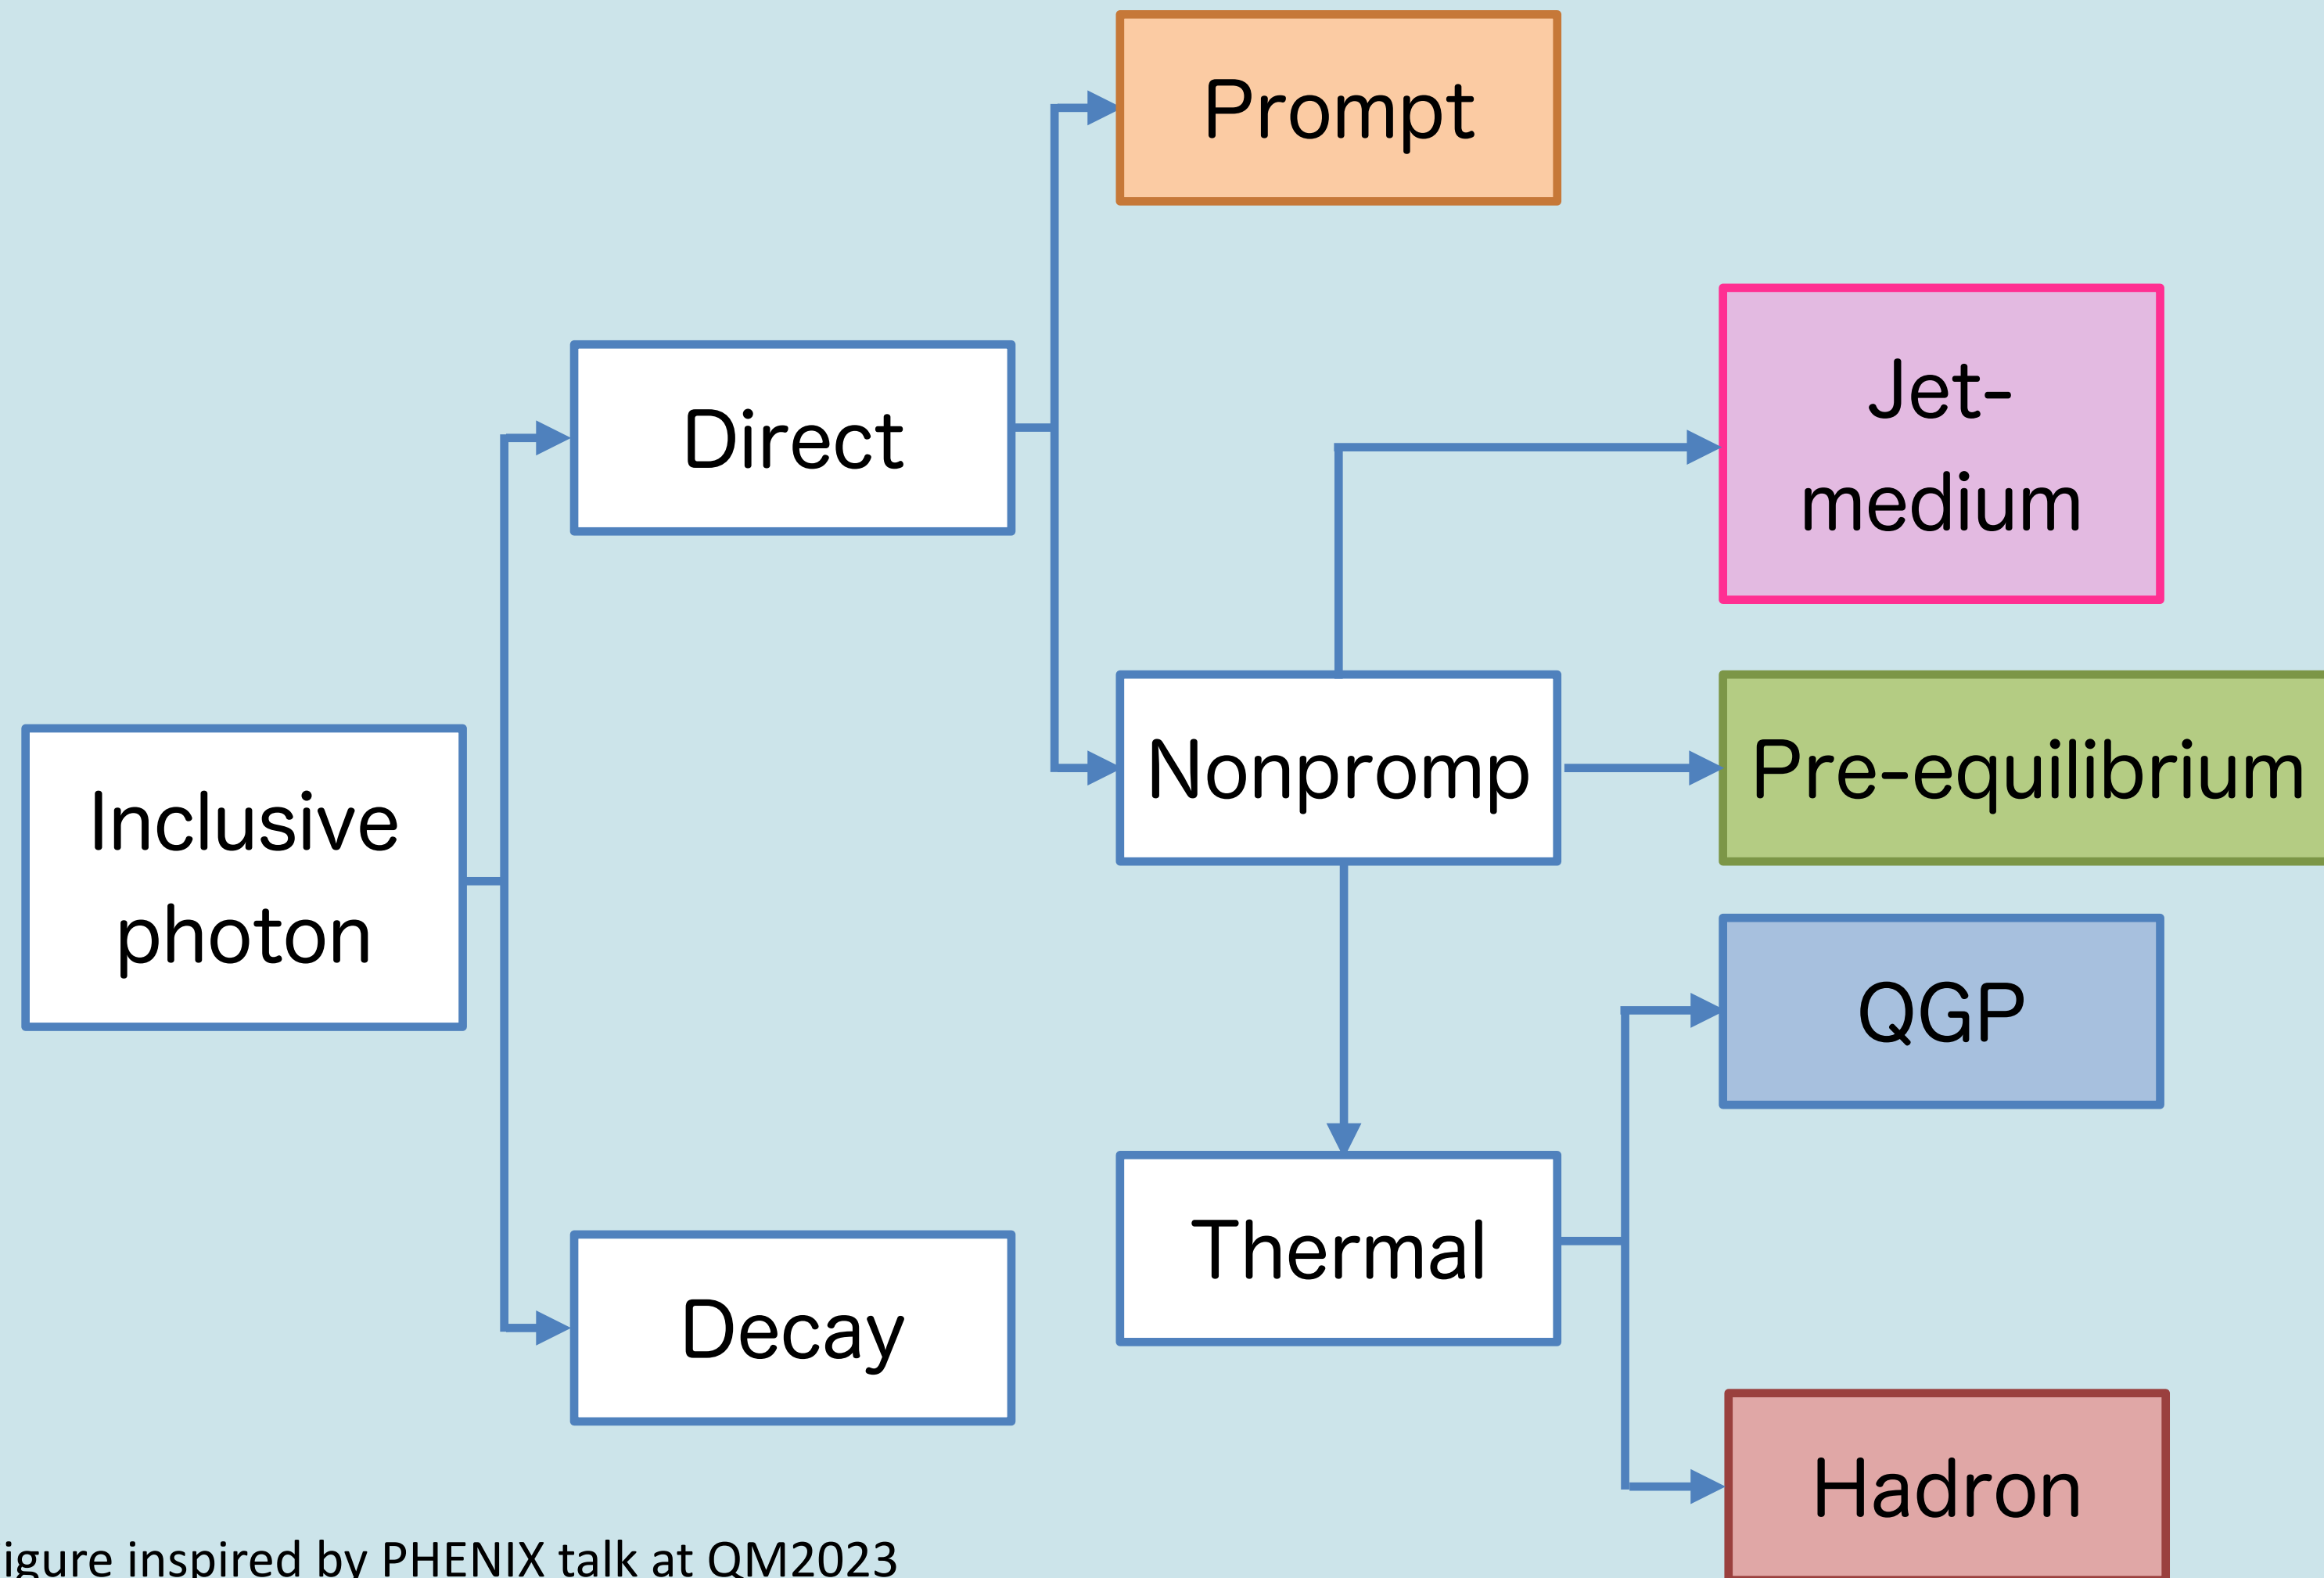 Prompt
Jet-
medium
Direct
Nonpromp
Pre-equilibrium
Inclusive
photon
QGP
Thermal
Decay
Hadron
igure inspired by PHENIX talk at QM2023